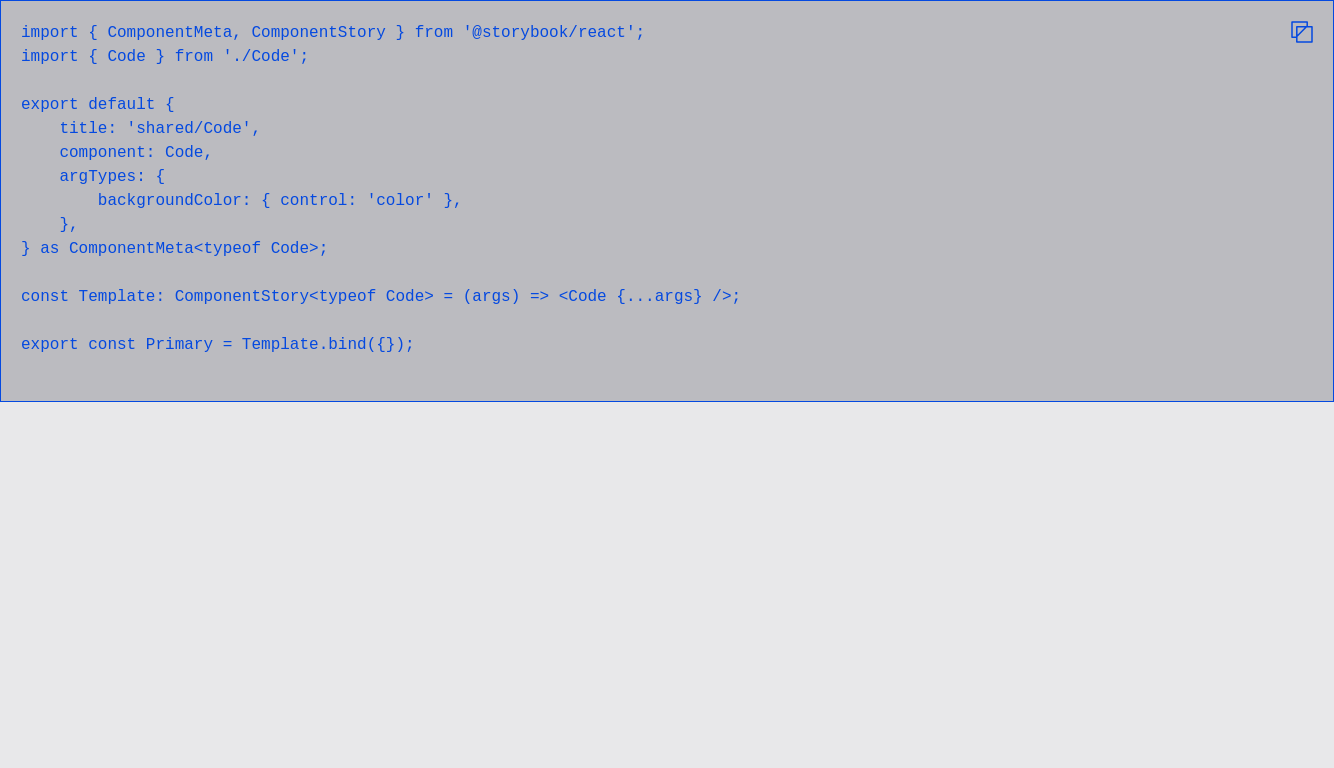 import { ComponentMeta, ComponentStory } from '@storybook/react';
import { Code } from './Code';

export default {
    title: 'shared/Code',
    component: Code,
    argTypes: {
        backgroundColor: { control: 'color' },
    },
} as ComponentMeta<typeof Code>;

const Template: ComponentStory<typeof Code> = (args) => <Code {...args} />;

export const Primary = Template.bind({});